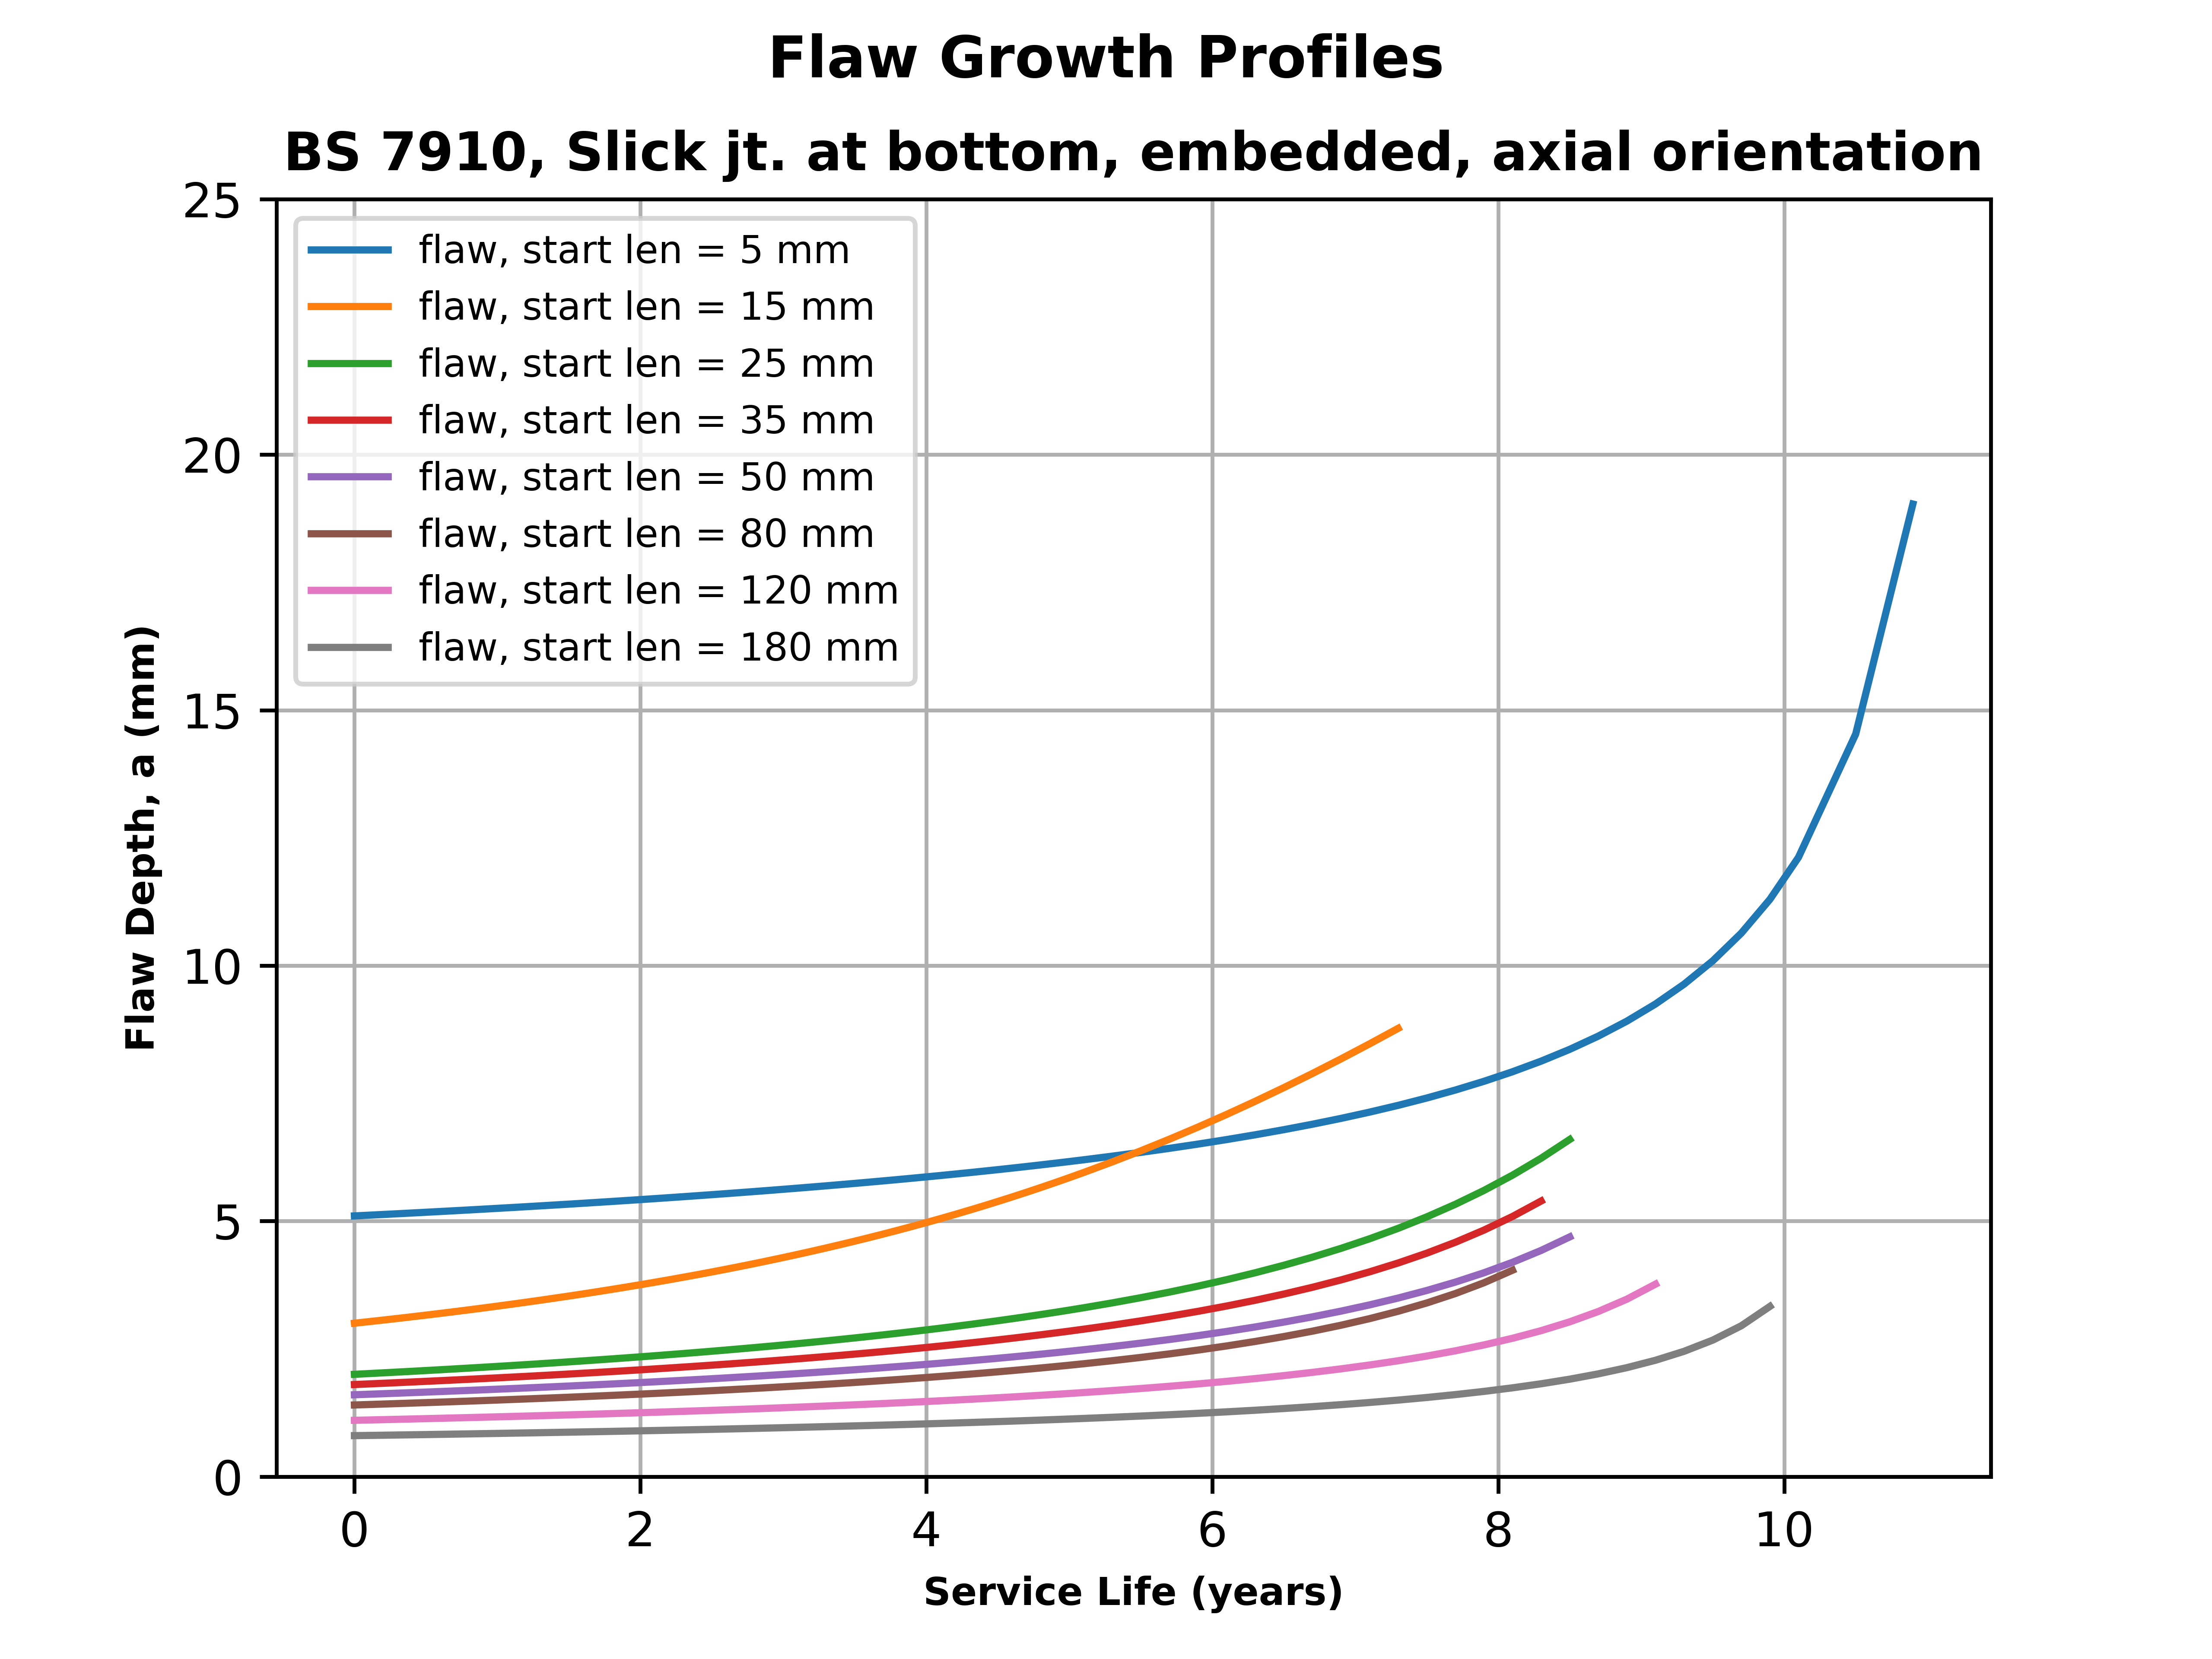 Flaw Growth Profiles
BS 7910, Slick jt. at bottom, embedded, axial orientation
flaw, start len = 5 mm
flaw, start len = 15 mm
flaw, start len = 25 mm
flaw, start len = 35 mm
flaw, start len = 50 mm
flaw, start len = 80 mm
flaw, start len = 120 mm
flaw, start len = 180 mm
Flaw Depth, a (mm)
25
20
15
10
5
0
0 2 4 6 8 10
Service Life (years)